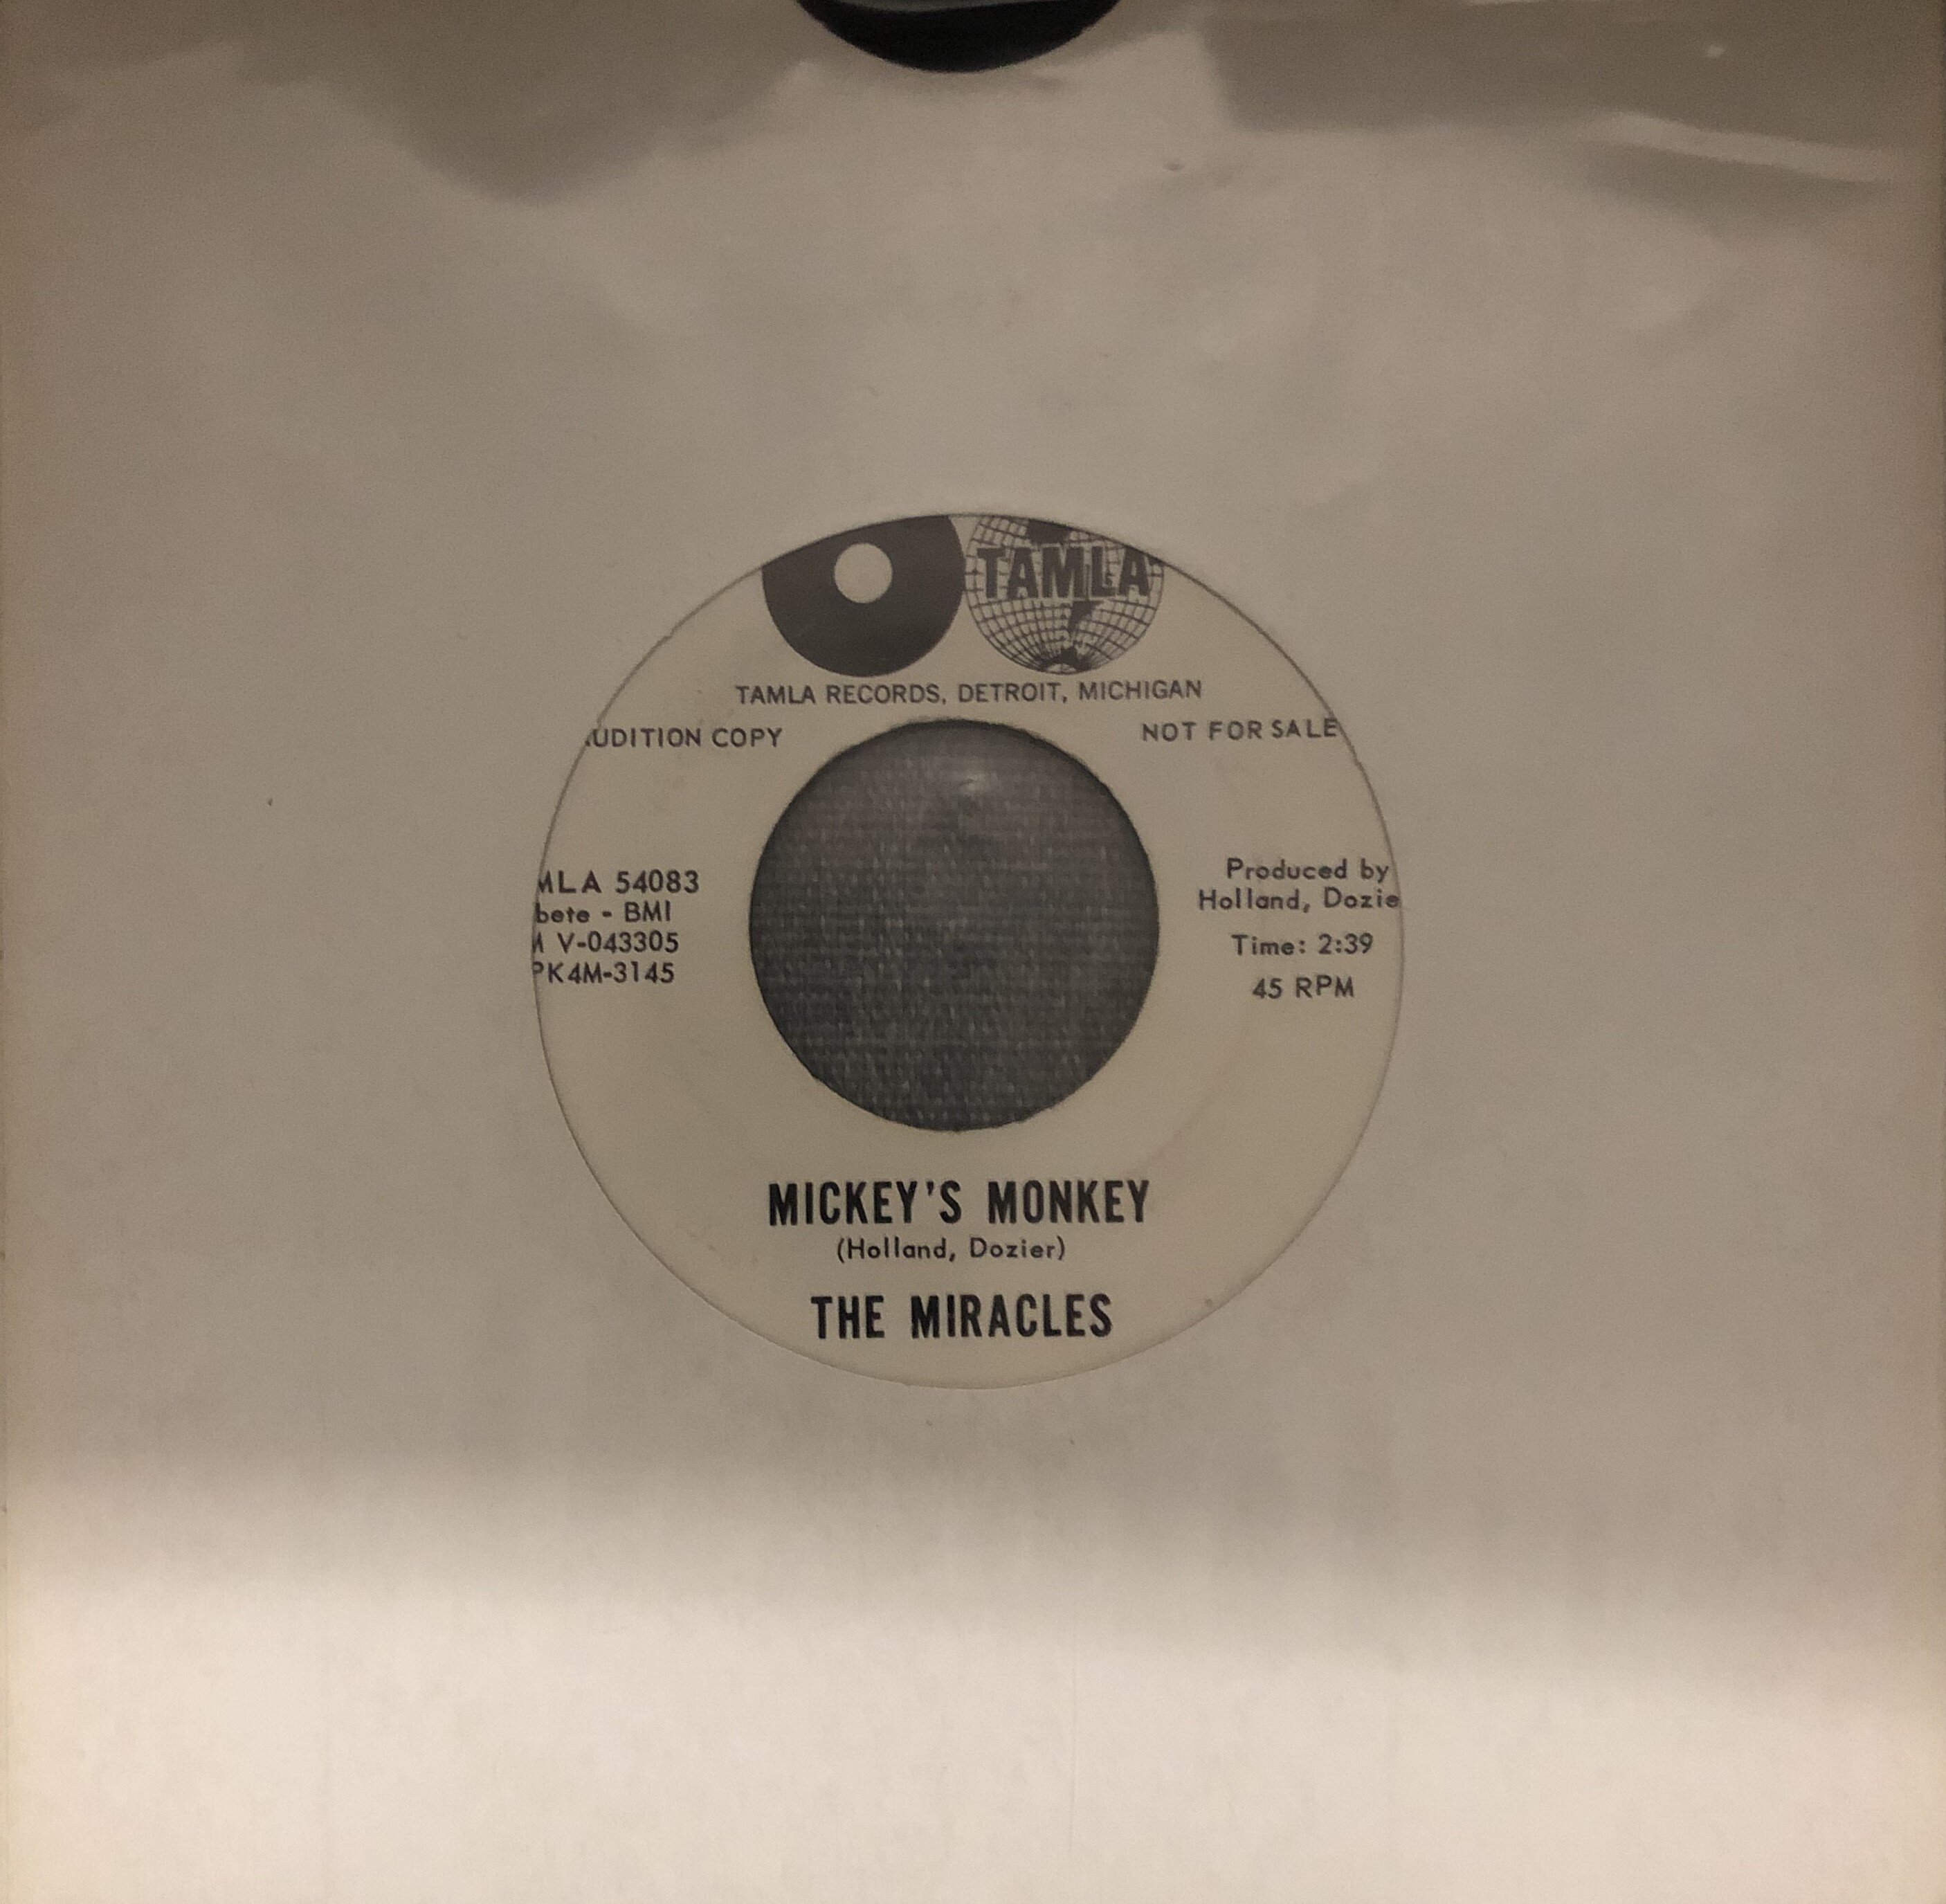 TAMLA
TAMLA RECORDS, DETROIT, MICHIGAN
UDITION COPY
NOT FOR SALE
MLA 54083
bete - BMI
M V-043305
PK4M-3145
Produced by
Holland, Dozie
Time: 2:39
45 RPM
MICKEY'S MONKEY
(Holland, Dozier)
THE MIRACLES